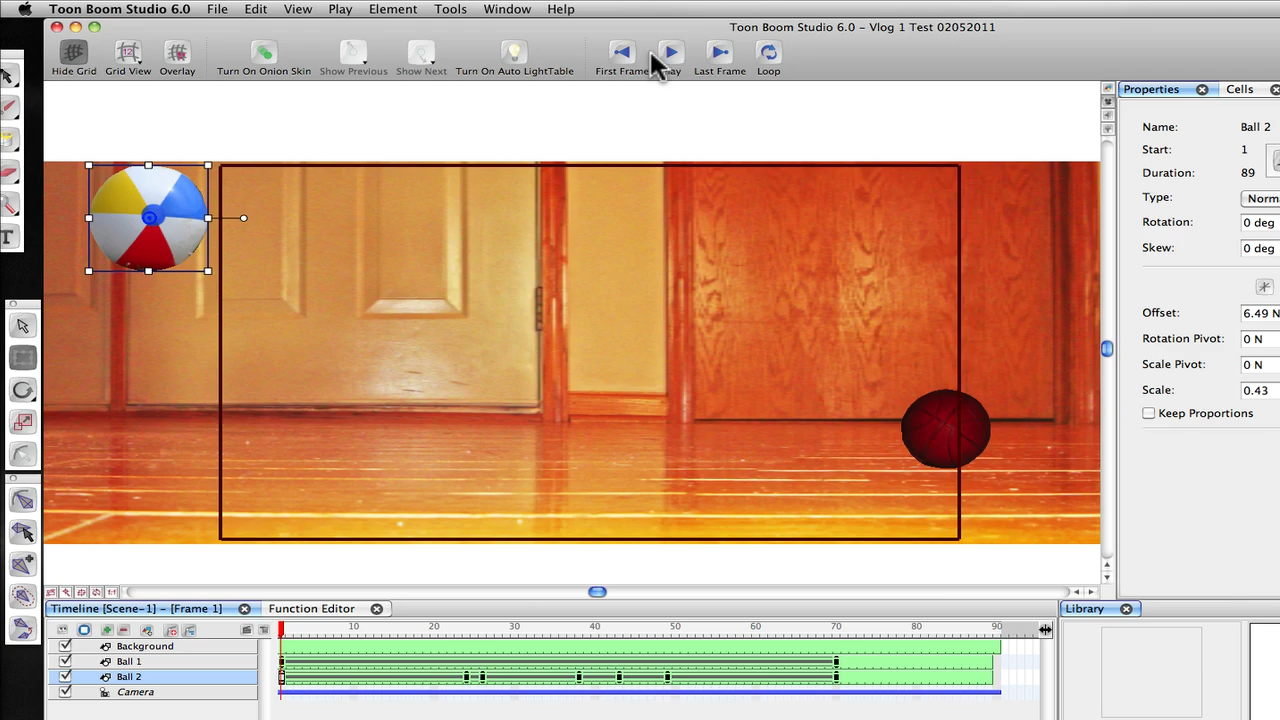 Toon Boom Studio 6.0 File Edit View Play Element Tools Window Help
Toon Boom Studio 6.0 – Vlog 1 Test 02052011
Hide Grid Grid View Overlay Turn On Onion Skin Show Previous Show Next Turn On Auto LightTable First Frame Last Frame Loop
12
Properties Cells
Name: Ball 2
Start: 1
Duration: 89
Type: Norm
Rotation: 0 deg
Skew: 0 deg
Offset: 6.49 N
Rotation Pivot: 0 N
Scale Pivot: 0 N
Scale: 0.43
Keep Proportions
T
Timeline [Scene-1] – [Frame 1] Function Editor Library
10 20 30 40 50 60 70 80 90
Background
Ball 1
Ball 2
Camera